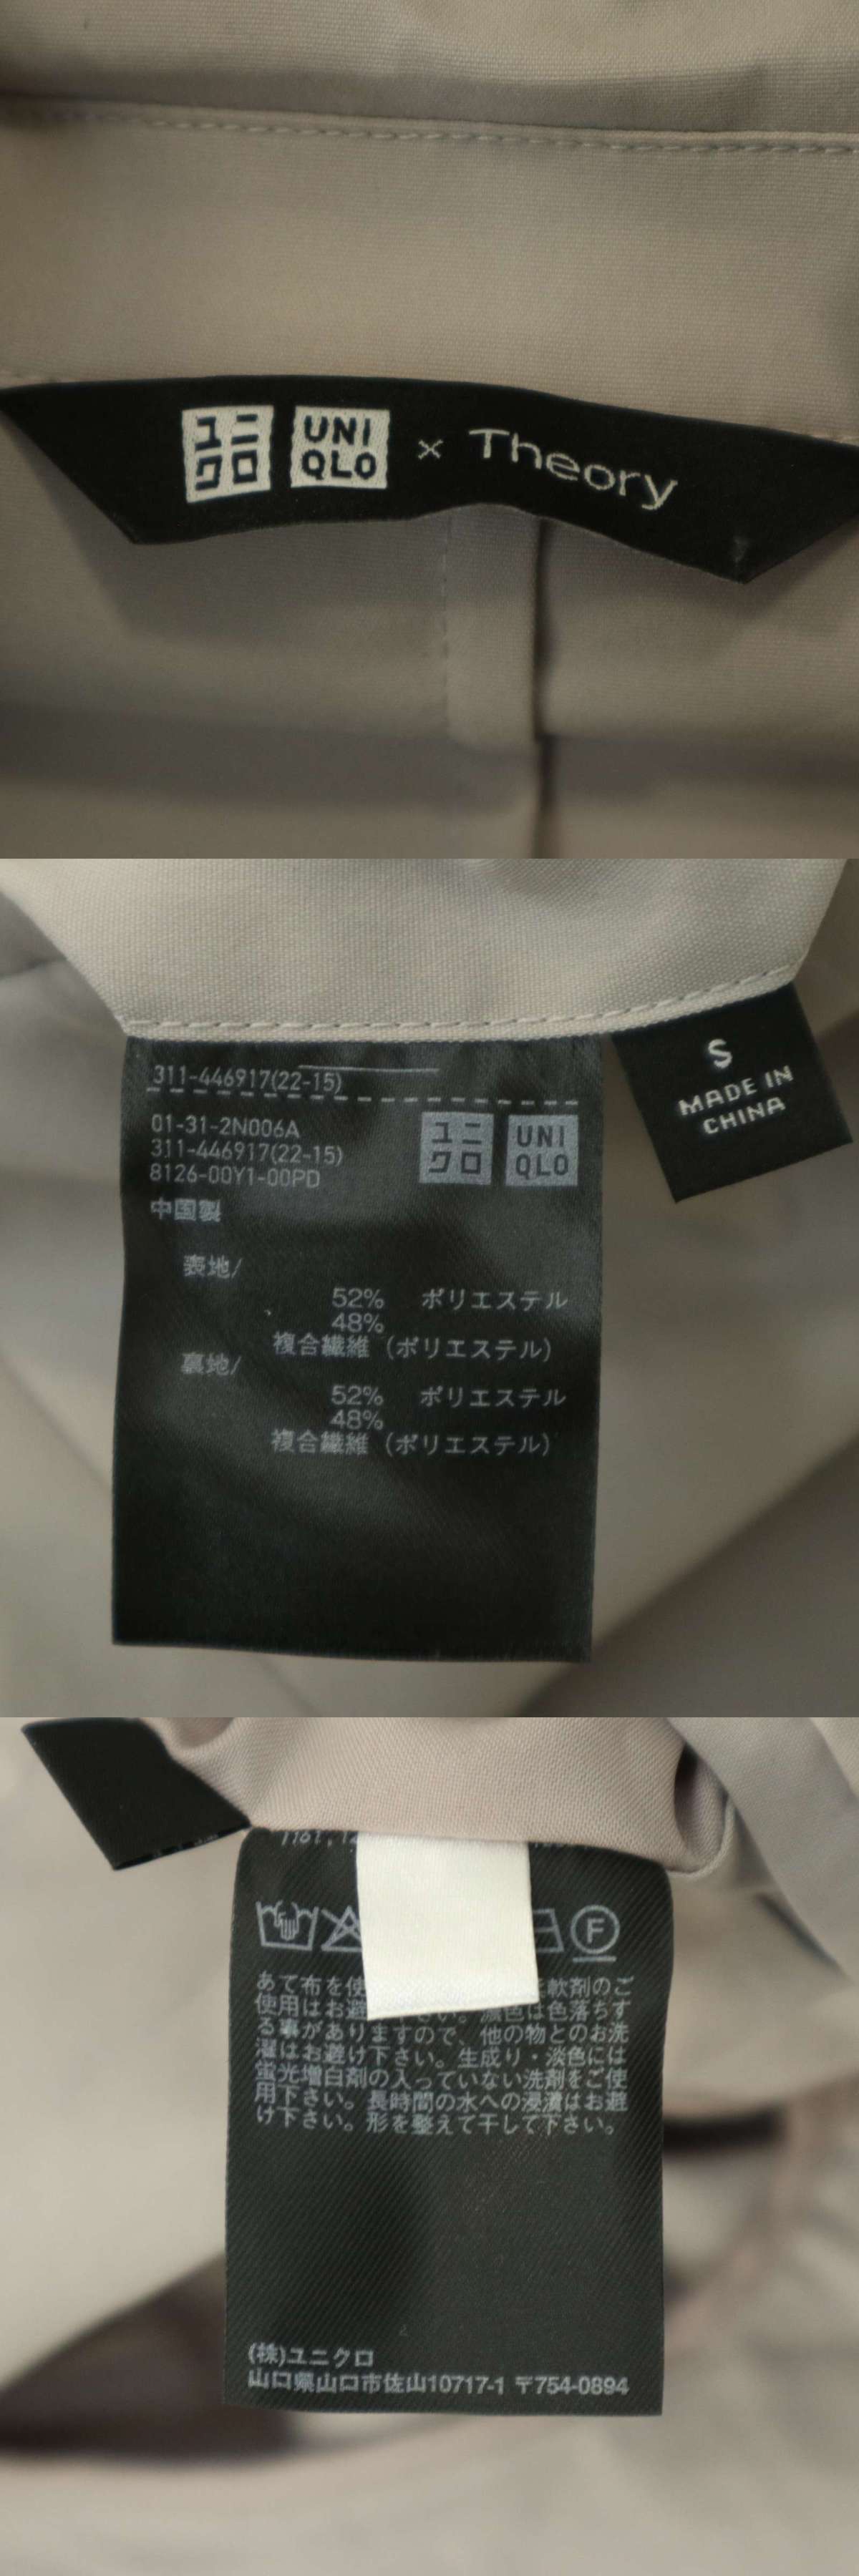 ユニ
クロ
UNI
QLO
× Theory
311-446917(22-15)
01-31-2N006A
311-446917(22-15)
8126-00Y1-00PD
中国製
ユニ
クロ
UNI
QLO
表地/
52% ポリエステル
48%
複合繊維(ポリエステル)
裏地/
52% ポリエステル
48%
複合繊維(ポリエステル)
S
MADE IN
CHINA
F
あて布を使 軟剤のご
使用はお避 さい。濃色は色落ちす
る事がありますので、他の物とのお洗
濯はお避け下さい。生成り・淡色には
蛍光増白剤の入っていない洗剤をご使
用下さい。長時間の水への浸漬はお避
け下さい。形を整えて干して下さい。
(株)ユニクロ
山口県山口市佐山10717-1 〒754-0894